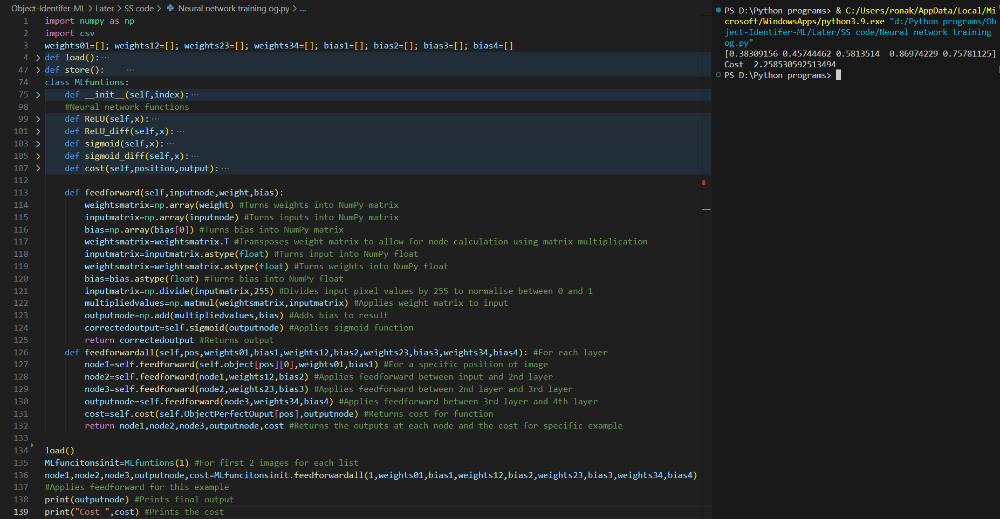 Object-Identifer-ML > Later > SS code > Neural network training og.py > ...
1 import numpy as np
2 import csv
3 weights01=[]; weights12=[]; weights23=[]; weights34=[]; bias1=[]; bias2=[]; bias3=[]; bias4=[]
4 > def load(): ...
47 > def store(): ...
74 class MLfuntions:
75 > def __init__(self,index): ...
98 #Neural network functions
99 > def ReLU(self,x): ...
101 > def ReLU_diff(self,x): ...
103 > def sigmoid(self,x): ...
105 > def sigmoid_diff(self,x): ...
107 > def cost(self,position,output): ...
112
113 def feedforward(self,inputnode,weight,bias):
114 weightsmatrix=np.array(weight) #Turns weights into NumPy matrix
115 inputmatrix=np.array(inputnode) #Turns inputs into NumPy matrix
116 bias=np.array(bias[0]) #Turns bias into NumPy matrix
117 weightsmatrix=weightsmatrix.T #Transposes weight matrix to allow for node calculation using matrix multiplication
118 inputmatrix=inputmatrix.astype(float) #Turns input into NumPy float
119 weightsmatrix=weightsmatrix.astype(float) #Turns weights into NumPy float
120 bias=bias.astype(float) #Turns bias into NumPy float
121 inputmatrix=np.divide(inputmatrix,255) #Divides input pixel values by 255 to normalise between 0 and 1
122 multipliedvalues=np.matmul(weightsmatrix,inputmatrix) #Applies weight matrix to input
123 outputnode=np.add(multipliedvalues,bias) #Adds bias to result
124 correctedoutput=self.sigmoid(outputnode) #Applies sigmoid function
125 return correctedoutput #Returns output
126 def feedforwardall(self,pos,weights01,bias1,weights12,bias2,weights23,bias3,weights34,bias4): #For each layer
127 node1=self.feedforward(self.object[pos][0],weights01,bias1) #For a specific position of image
128 node2=self.feedforward(node1,weights12,bias2) #Applies feedforward between input and 2nd layer
129 node3=self.feedforward(node2,weights23,bias3) #Applies feedforward between 2nd layer and 3rd layer
130 outputnode=self.feedforward(node3,weights34,bias4) #Applies feedforward between 3rd layer and 4th layer
131 cost=self.cost(self.ObjectPerfectOuput[pos],outputnode) #Returns cost for function
132 return node1,node2,node3,outputnode,cost #Returns the outputs at each node and the cost for specific example
133
134 load()
135 MLfuncitonsinit=MLfuntions(1) #For first 2 images for each list
136 node1,node2,node3,outputnode,cost=MLfuncitonsinit.feedforwardall(1,weights01,bias1,weights12,bias2,weights23,bias3,weights34,bias4)
137 #Applies feedforward for this example
138 print(outputnode) #Prints final output
139 print("Cost ",cost) #Prints the cost
PS D:\Python programs> & C:/Users/ronak/AppData/Local/Mi
crosoft/WindowsApps/python3.9.exe "d:/Python programs/Ob
ject-Identifer-ML/Later/SS code/Neural network training
og.py"
[0.38309156 0.45744462 0.5813514  0.86974229 0.75781125]
Cost  2.258530592513494
PS D:\Python programs>